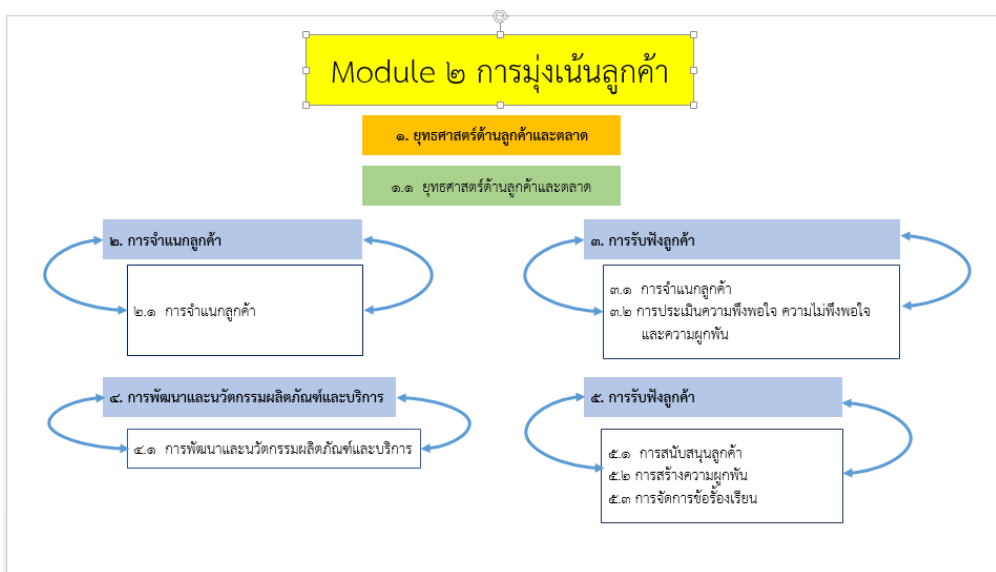 Module ๒ การมุ่งเน้นลูกค้า
๑. ยุทธศาสตร์ด้านลูกค้าและตลาด
๑.๑ ยุทธศาสตร์ด้านลูกค้าและตลาด
๒. การจำแนกลูกค้า
๒.๑ การจำแนกลูกค้า
๓. การรับฟังลูกค้า
๓.๑ การจำแนกลูกค้า
๓.๒ การประเมินความพึงพอใจ ความไม่พึงพอใจ
และความผูกพัน
๔. การพัฒนาและนวัตกรรมผลิตภัณฑ์และบริการ
๔.๑ การพัฒนาและนวัตกรรมผลิตภัณฑ์และบริการ
๕. การรับฟังลูกค้า
๕.๑ การสนับสนุนลูกค้า
๕.๒ การสร้างความผูกพัน
๕.๓ การจัดการข้อร้องเรียน